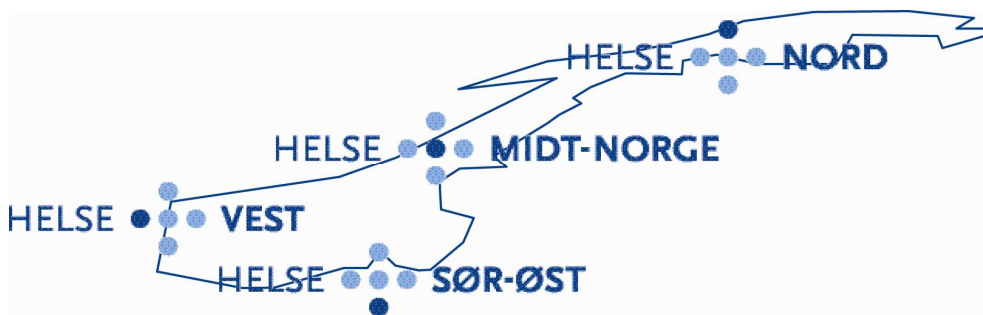 HELSE NORD
HELSE MIDT-NORGE
HELSE VEST
HELSE SØR-ØST